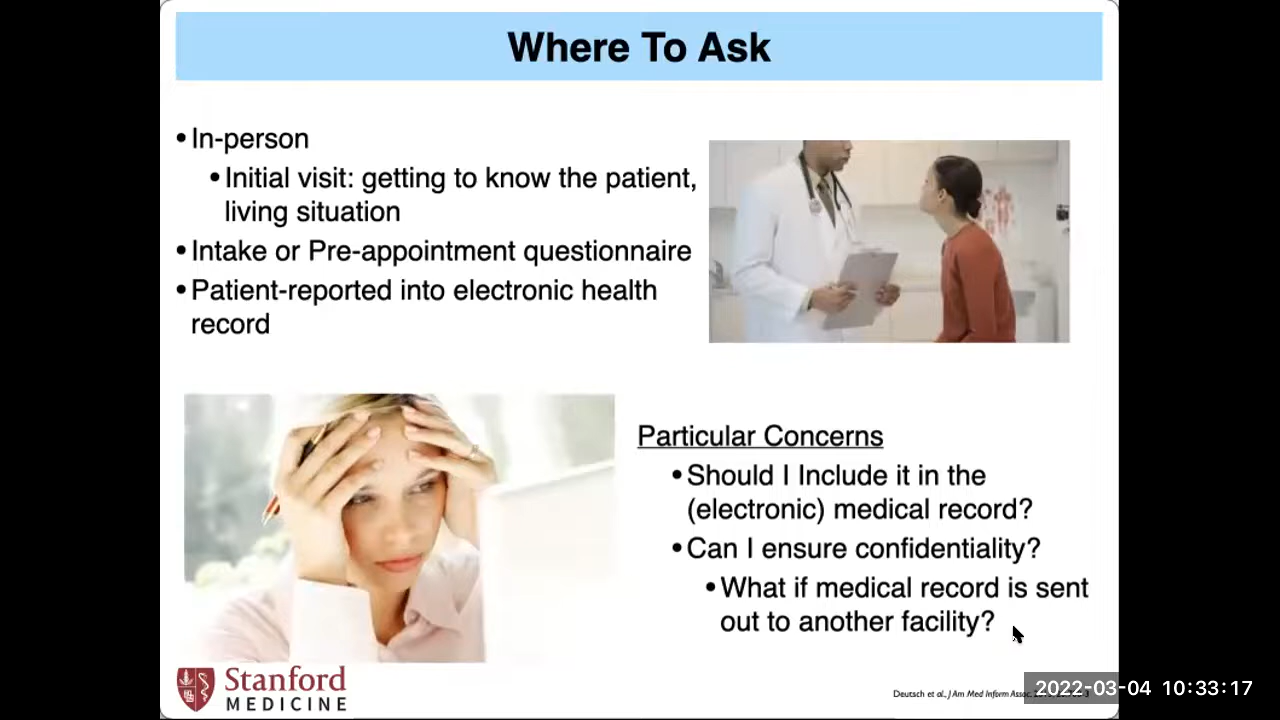 Where To Ask
•In-person
•Initial visit: getting to know the patient,
living situation
•Intake or Pre-appointment questionnaire
•Patient-reported into electronic health
record
Particular Concerns
•Should I Include it in the
(electronic) medical record?
•Can I ensure confidentiality?
•What if medical record is sent
out to another facility?
Stanford
MEDICINE
Deutsch et al., J Am Med Inform Assoc.
2022-03-04 10:33:17